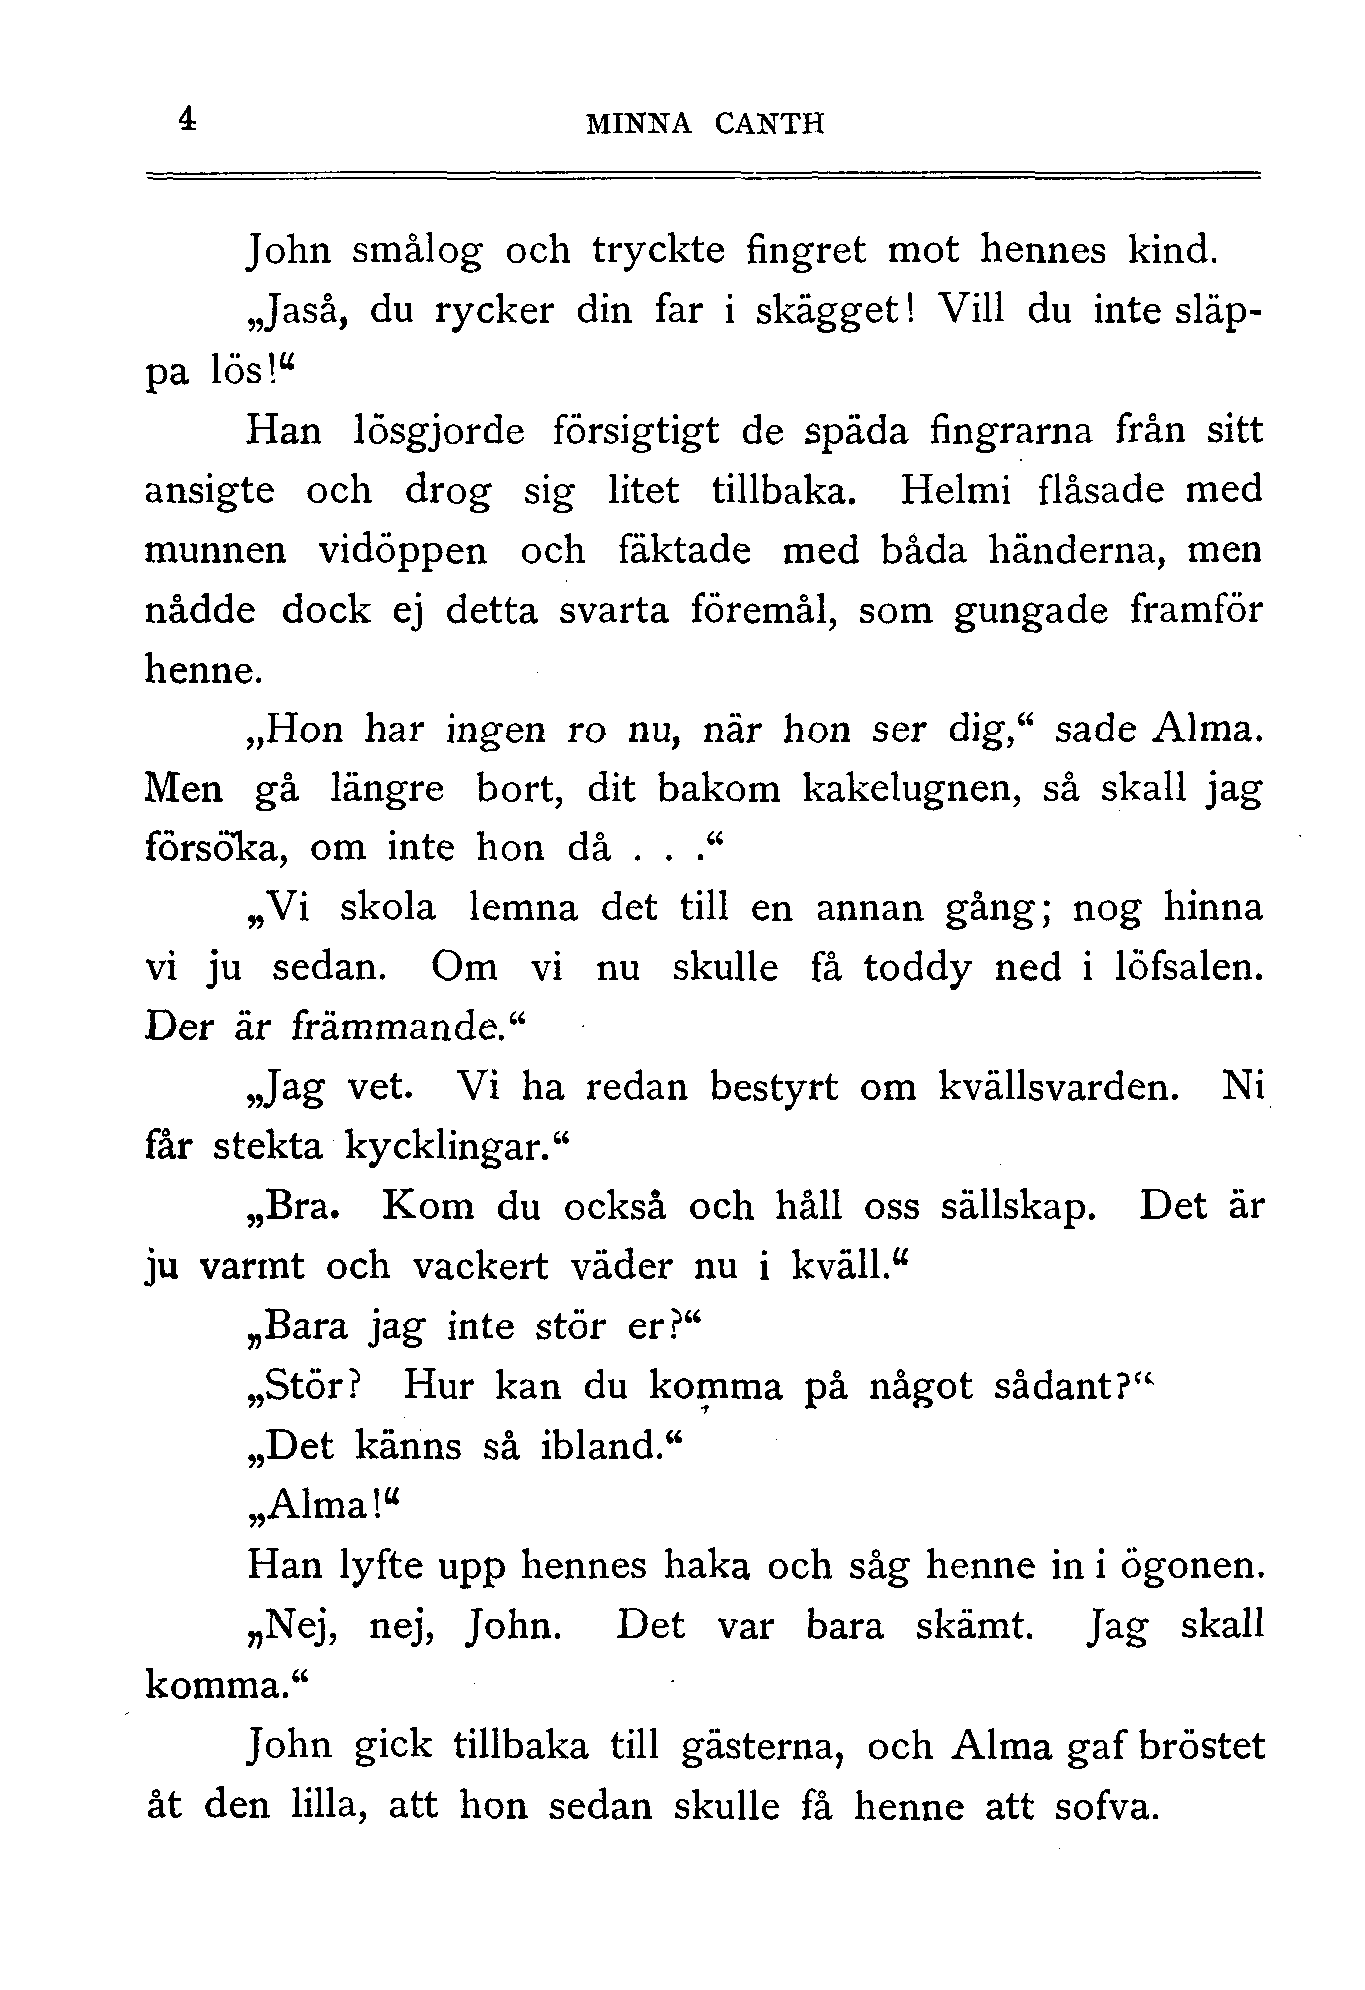 4 MINNA CANTH
John smålog och tryckte fingret mot hennes kind.
„Jaså, du rycker din far i skägget! Vill du inte släp-
pa lös!“
Han lösgjorde försigtigt de späda fingrarna från sitt
ansigte och drog sig litet tillbaka. Helmi flåsade med
munnen vidöppen och fäktade med båda händerna, men
nådde dock ej detta svarta föremål, som gungade framför
henne.
„Hon har ingen ro nu, när hon ser dig,“ sade Alma.
Men gå längre bort, dit bakom kakelugnen, så skall jag
försöka, om inte hon då . . .“
„Vi skola lemna det till en annan gång; nog hinna
vi ju sedan. Om vi nu skulle få toddy ned i löfsalen.
Der är främmande.“
„Jag vet. Vi ha redan bestyrt om kvällsvarden. Ni
får stekta kycklingar.“
„Bra. Kom du också och håll oss sällskap. Det är
ju varmt och vackert väder nu i kväll.“
„Bara jag inte stör er?“
„Stör? Hur kan du komma på något sådant?“
„Det känns så ibland.“
„Alma!“
Han lyfte upp hennes haka och såg henne in i ögonen.
„Nej, nej, John. Det var bara skämt. Jag skall
komma.“
John gick tillbaka till gästerna, och Alma gaf bröstet
åt den lilla, att hon sedan skulle få henne att sofva.